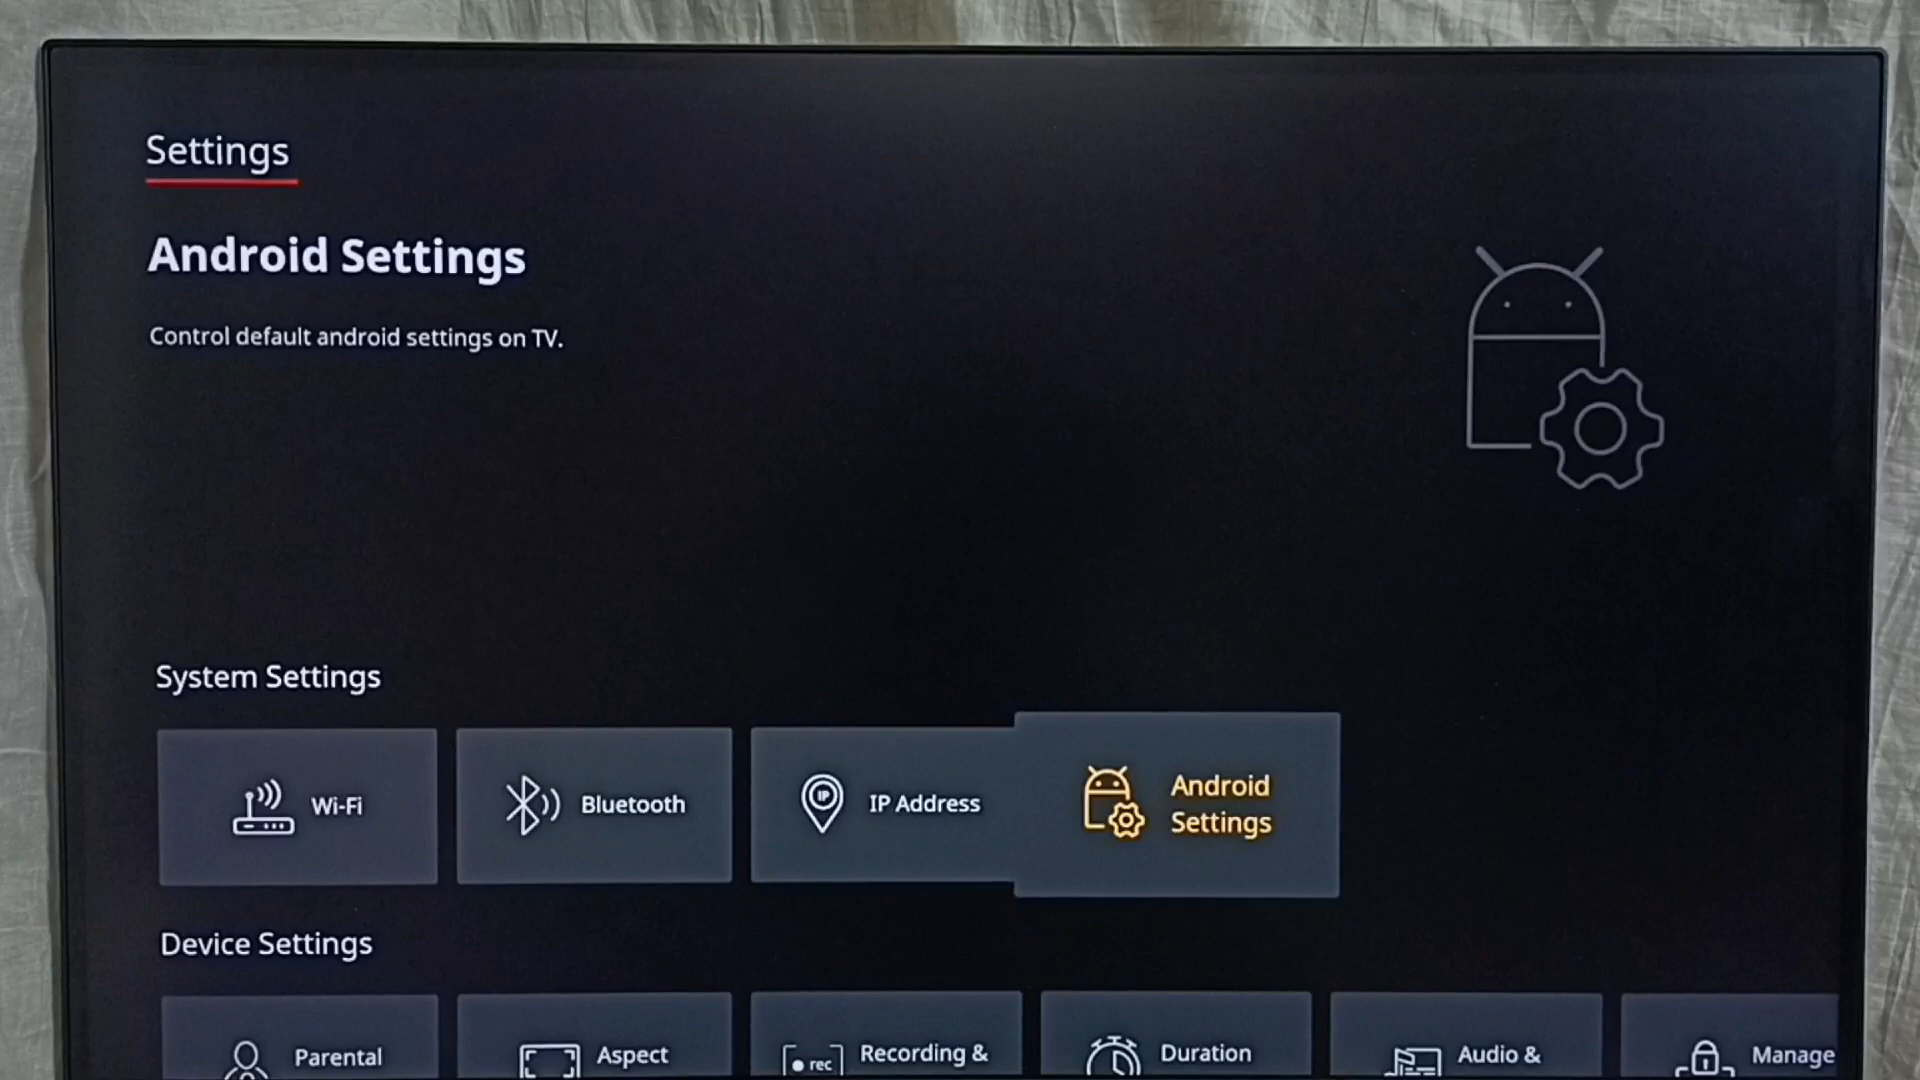 Settings
Android Settings
Control default android settings on TV.
System Settings
Wi-Fi
Bluetooth
IP
IP Address
Android
Settings
Device Settings
Parental
Aspect
rec
Recording &
Duration
Audio &
Manage